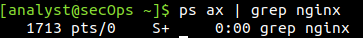 [analyst@secOps ~]$ ps ax | grep nginx
1713 pts/0    S+     0:00 grep nginx